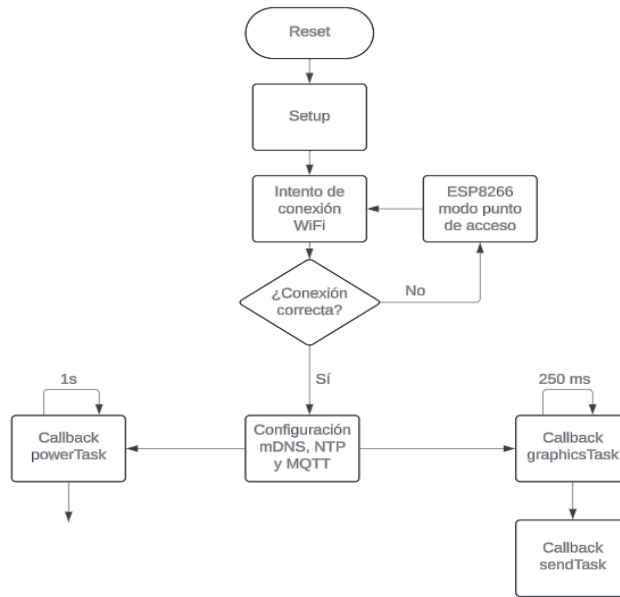 Reset
Setup
Intento de
conexión
WiFi
ESP8266
modo punto
de acceso
¿Conexión
correcta?
No
Sí
1s
250 ms
Callback
powerTask
Configuración
mDNS, NTP
y MQTT
Callback
graphicsTask
Callback
sendTask